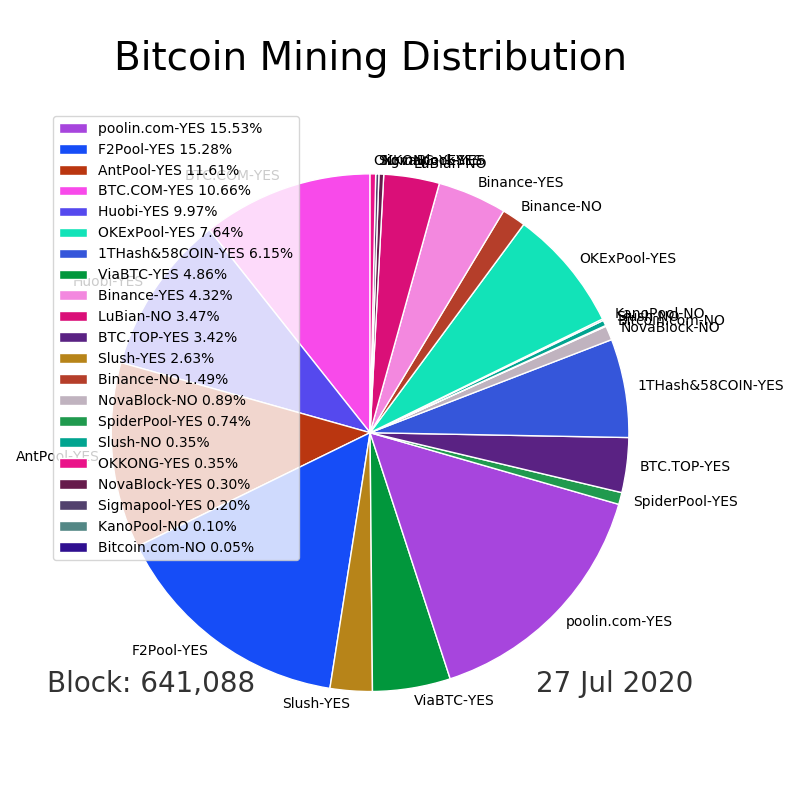 Bitcoin Mining Distribution
poolin.com-YES 15.53%
F2Pool-YES 15.28%
AntPool-YES 11.61%
BTC.COM-YES 10.66%
Huobi-YES 9.97%
OKExPool-YES 7.64%
1THash&58COIN-YES 6.15%
ViaBTC-YES 4.86%
Binance-YES 4.32%
LuBian-NO 3.47%
BTC.TOP-YES 3.42%
Slush-YES 2.63%
Binance-NO 1.49%
NovaBlock-NO 0.89%
SpiderPool-YES 0.74%
Slush-NO 0.35%
OKKONG-YES 0.35%
NovaBlock-YES 0.30%
Sigmapool-YES 0.20%
KanoPool-NO 0.10%
Bitcoin.com-NO 0.05%
BTC.COM-YES
Huobi-YES
AntPool-YES
F2Pool-YES
Slush-YES
ViaBTC-YES
poolin.com-YES
SpiderPool-YES
BTC.TOP-YES
1THash&58COIN-YES
NovaBlock-NO
KanoPool-NO
OKExPool-YES
Binance-NO
Binance-YES
LuBian-NO
Block: 641,088
27 Jul 2020